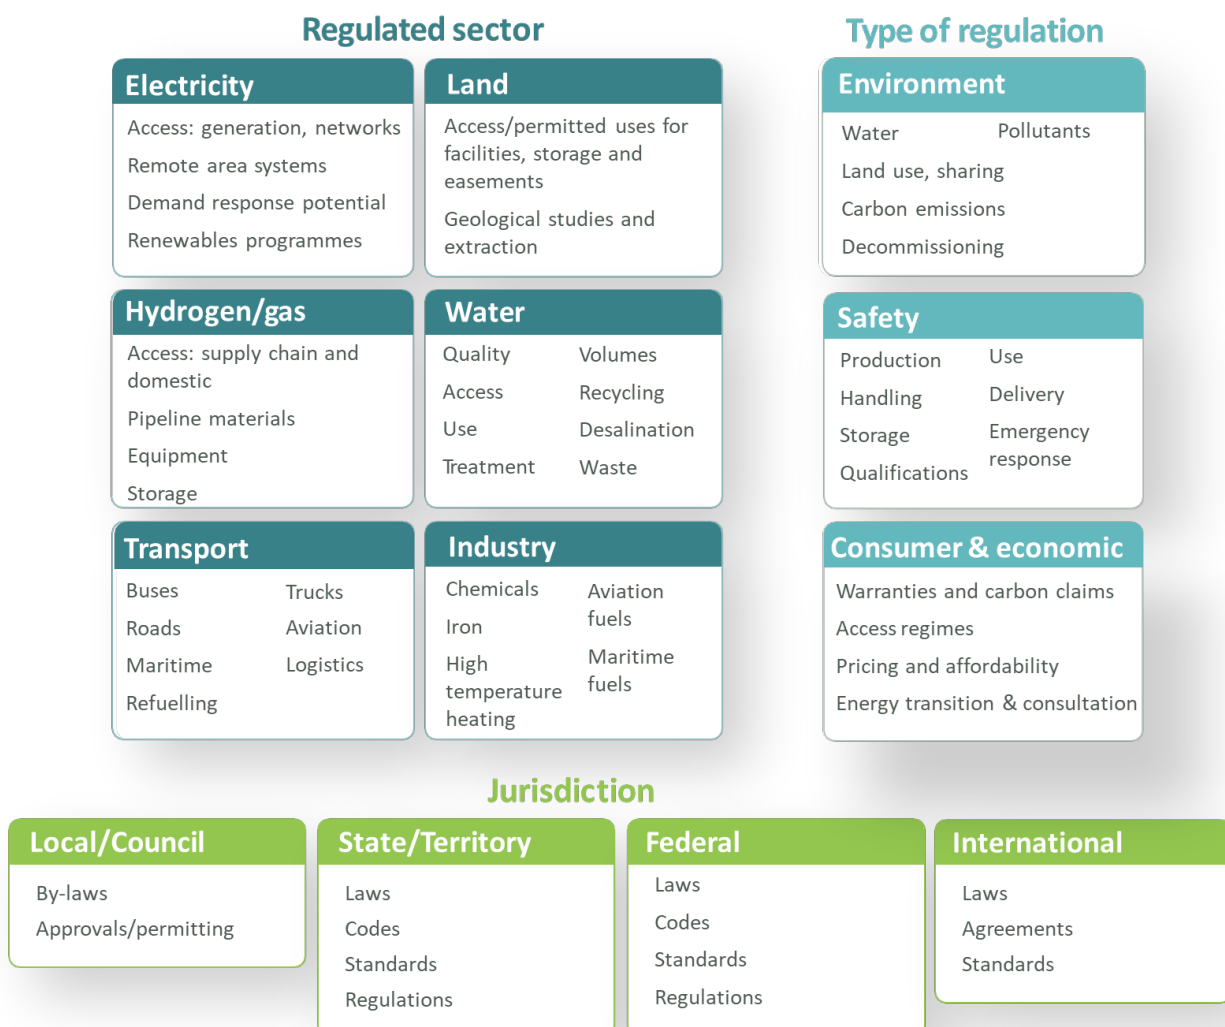 Regulated sector
Type of regulation
Electricity
Access: generation, networks
Remote area systems
Demand response potential
Renewables programmes
Land
Access/permitted uses for
facilities, storage and
easements
Geological studies and
extraction
Environment
Water
Pollutants
Land use, sharing
Carbon emissions
Decommissioning
Hydrogen/gas
Access: supply chain and
domestic
Pipeline materials
Equipment
Storage
Water
Quality
Access
Use
Treatment
Volumes
Recycling
Desalination
Waste
Safety
Production
Handling
Storage
Qualifications
Use
Delivery
Emergency
response
Transport
Buses
Roads
Maritime
Refuelling
Trucks
Aviation
Logistics
Industry
Chemicals
Iron
High
temperature
heating
Aviation
fuels
Maritime
fuels
Consumer & economic
Warranties and carbon claims
Access regimes
Pricing and affordability
Energy transition & consultation
Jurisdiction
Local/Council
By-laws
Approvals/permitting
State/Territory
Laws
Codes
Standards
Regulations
Federal
Laws
Codes
Standards
Regulations
International
Laws
Agreements
Standards